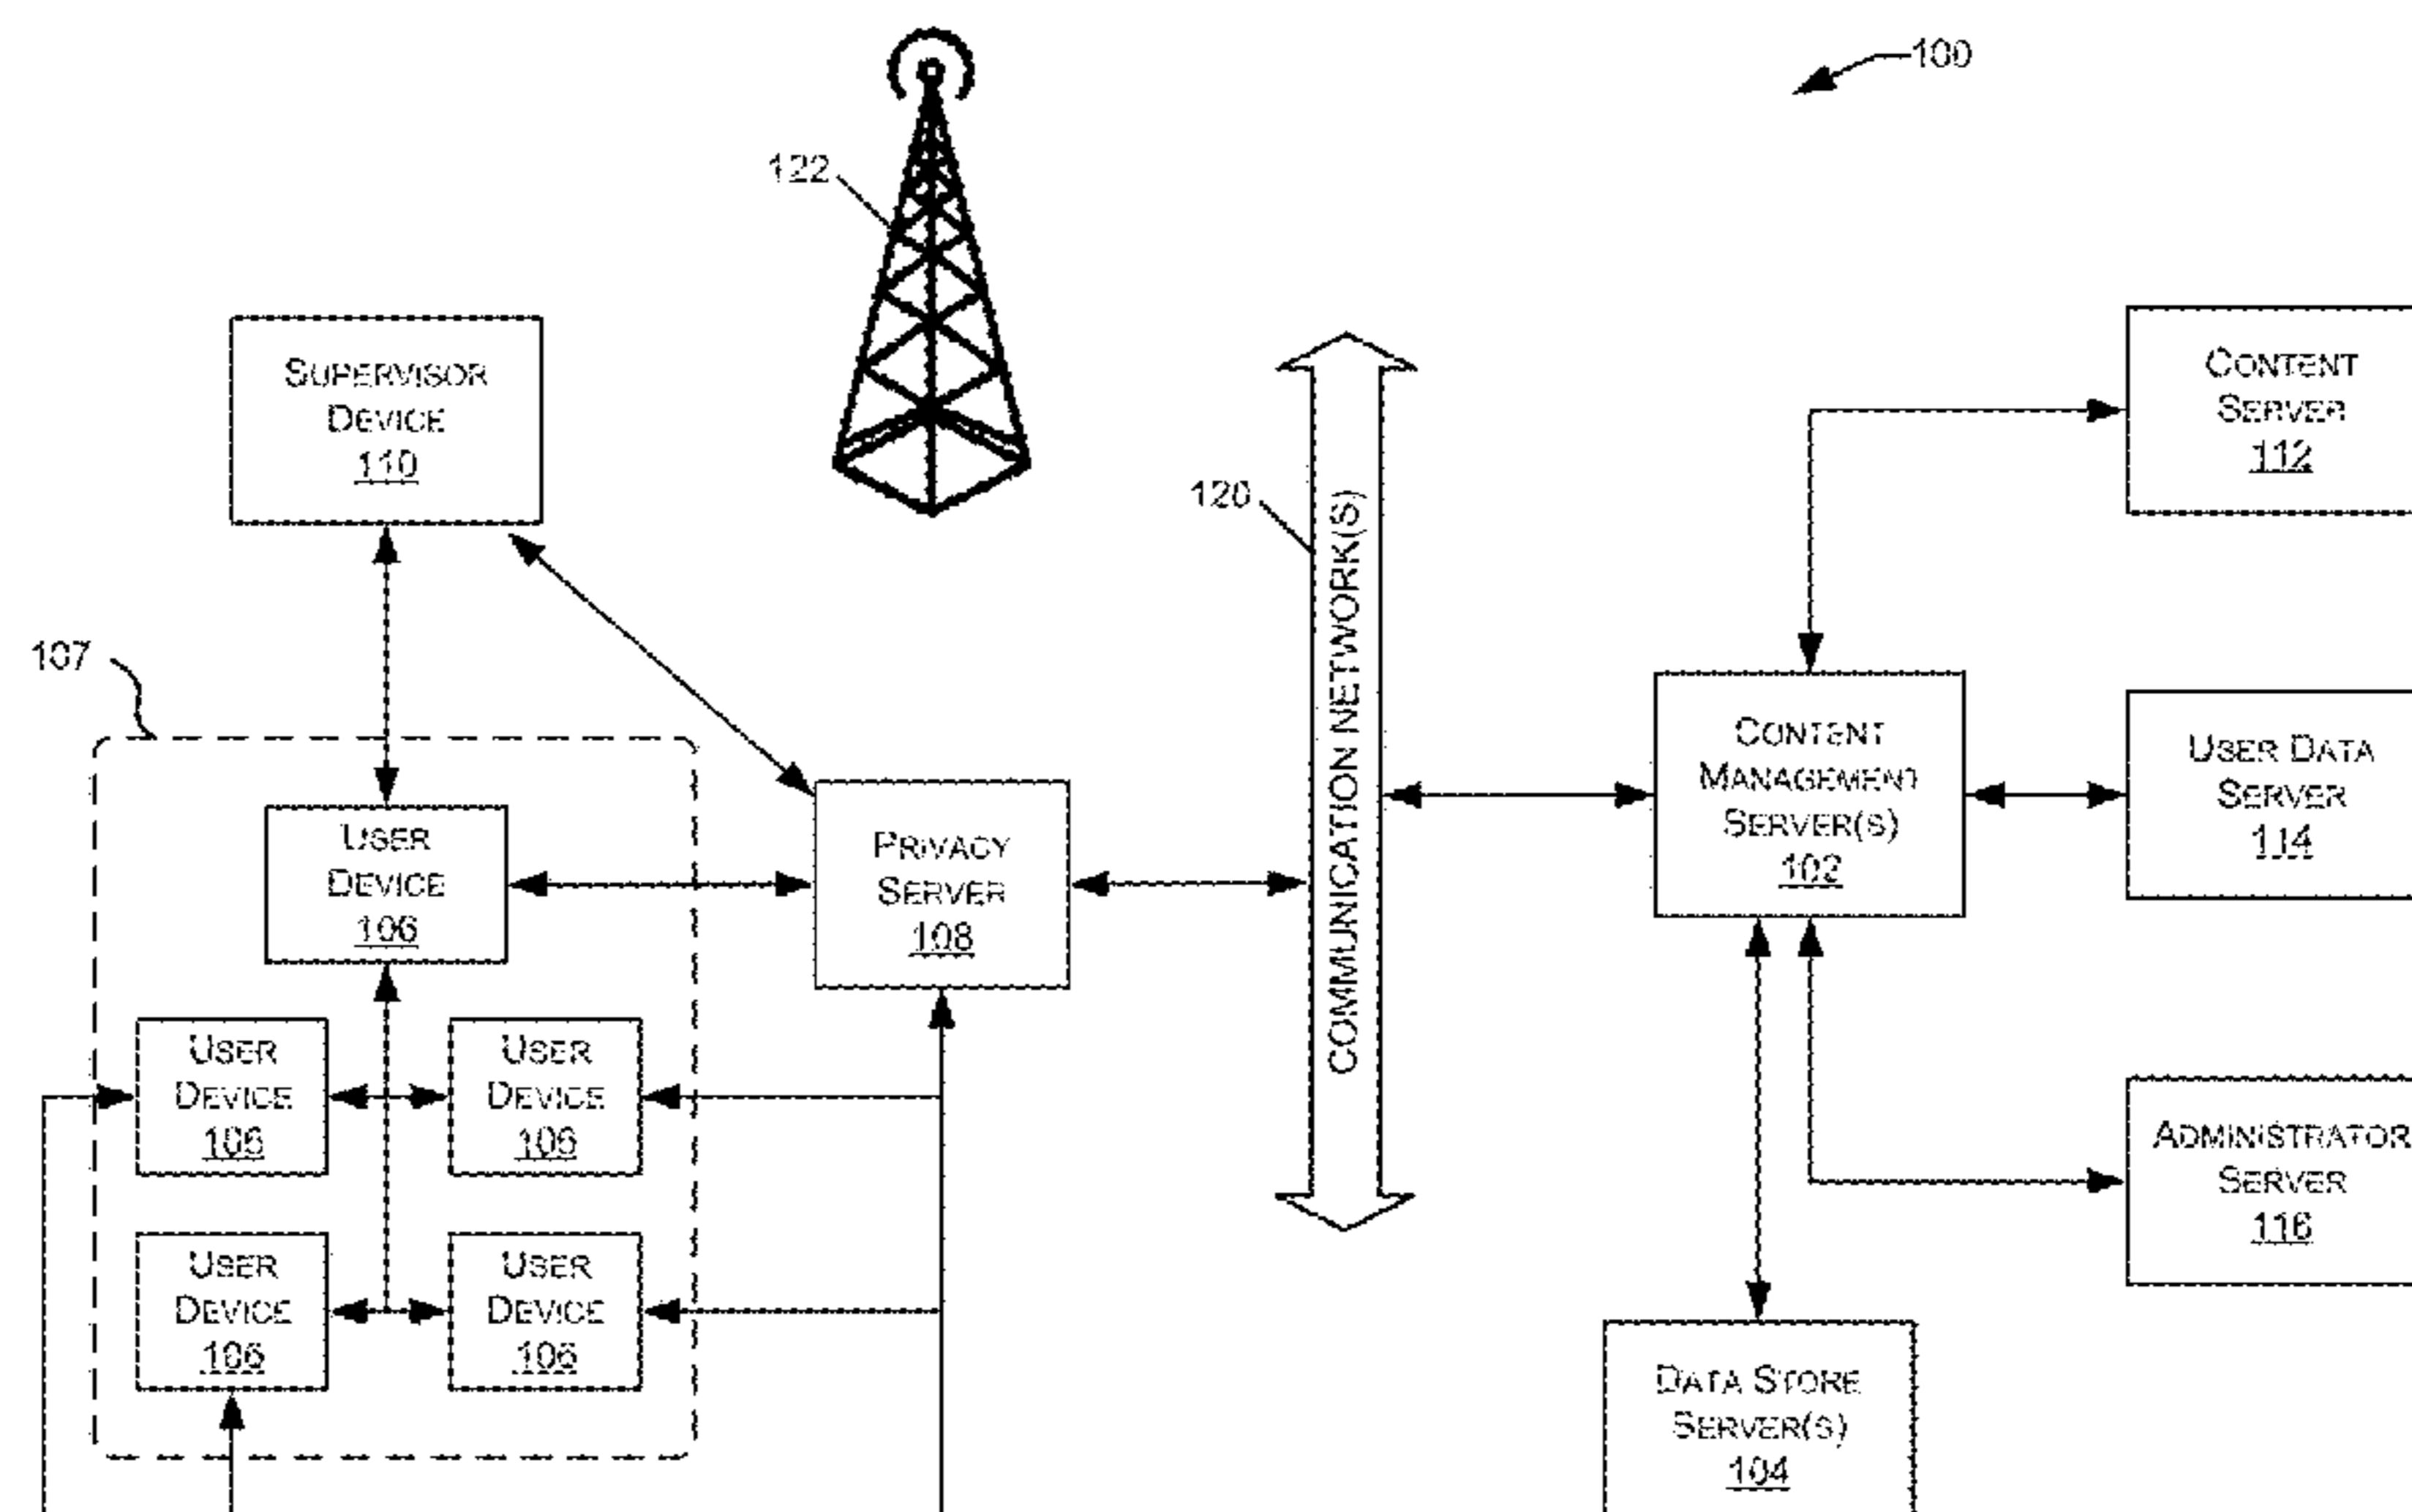 100
122
SUPERVISOR
DEVICE
110
120
COMMUNICATION NETWORK(S)
CONTENT
SERVER
112
107
CONTENT
MANAGEMENT
SERVER(S)
102
USER DATA
SERVER
114
USER
DEVICE
106
PRIVACY
SERVER
108
USER
DEVICE
106
USER
DEVICE
106
ADMINISTRATOR
SERVER
116
USER
DEVICE
106
USER
DEVICE
106
DATA STORE
SERVER(S)
104